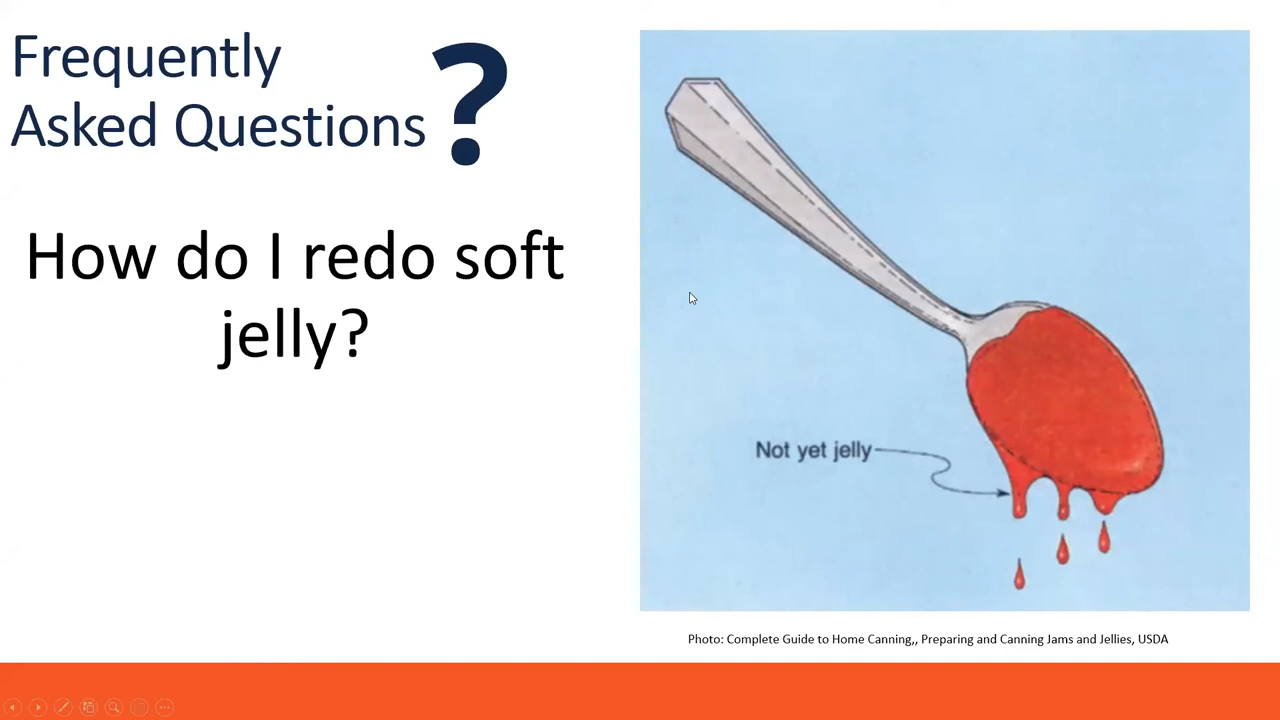 Frequently
Asked Questions
?
How do I redo soft
jelly?
Not yet jelly
Photo: Complete Guide to Home Canning,, Preparing and Canning Jams and Jellies, USDA